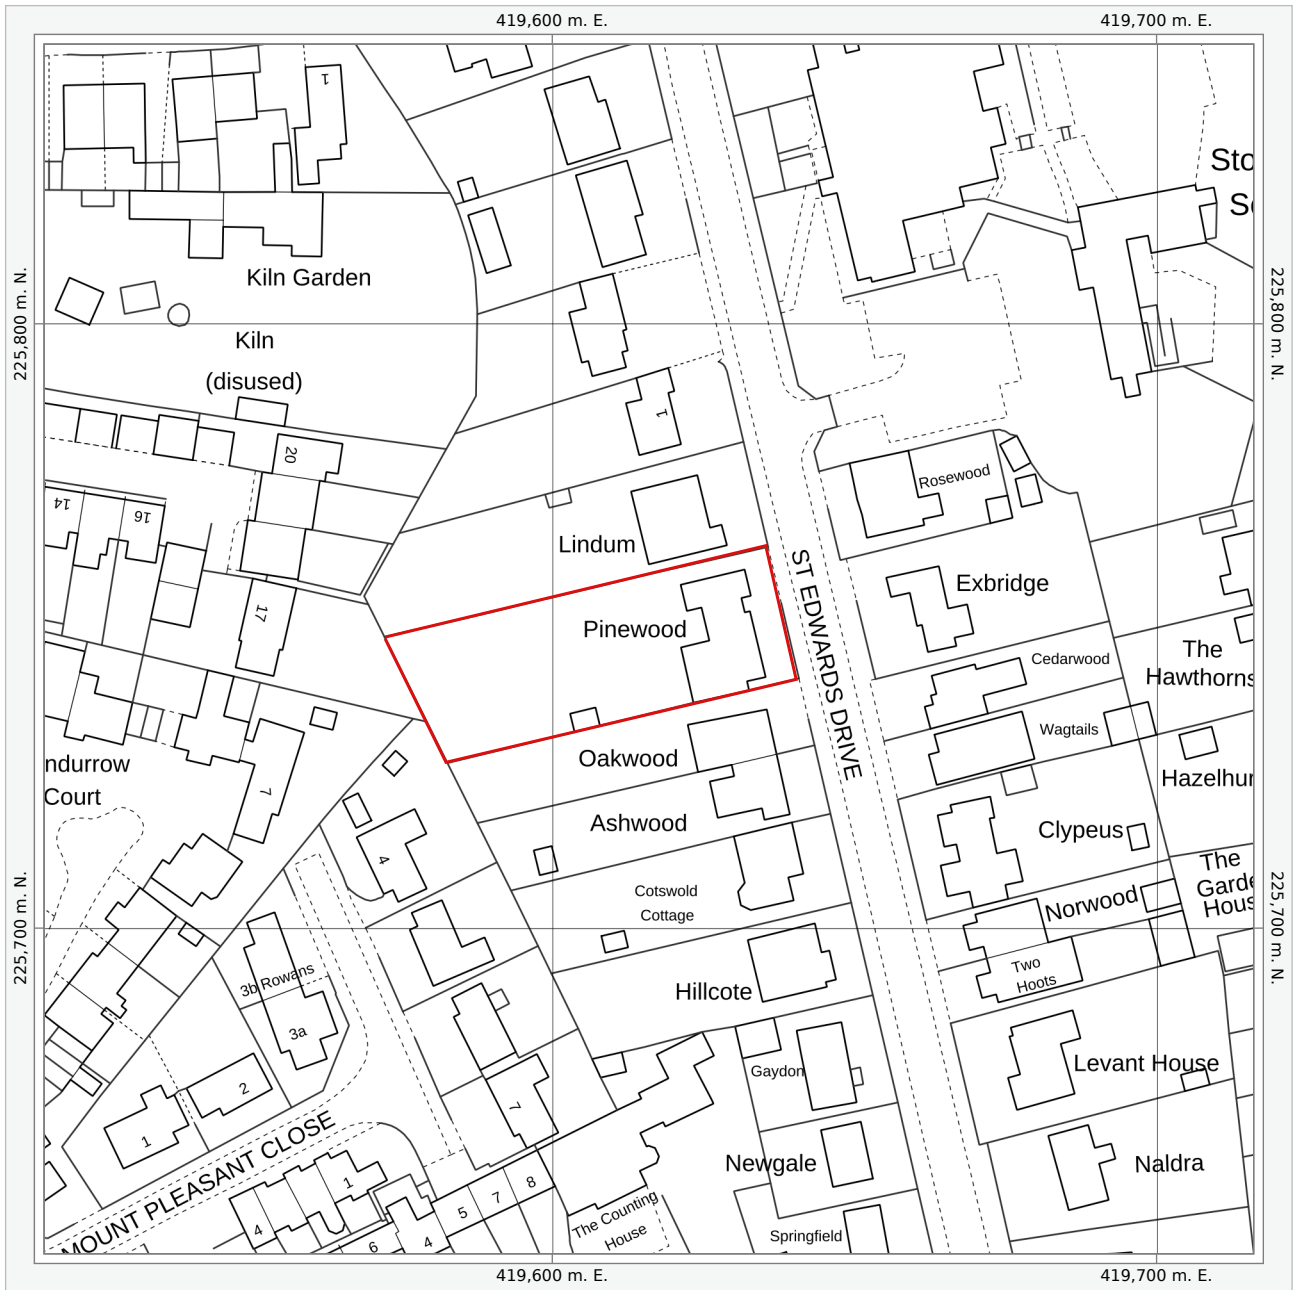 419,600 m. E.
419,700 m. E.
1
Sto
S
Kiln Garden
225,800 m. N.
225,800 m. N.
Kiln
(disused)
1
20
Rosewood
14
16
Lindum
Exbridge
ST EDWARDS DRIVE
17
Pinewood
The
Hawthorns
Cedarwood
Wagtails
Oakwood
ndurrow
Court
Hazelhur
7
Ashwood
Clypeus
4
The
Garde
Hous
Cotswold
Cottage
Norwood
225,700 m. N.
225,700 m. N.
3b Rowans
Two
Hoots
Hillcote
3a
Gaydon
Levant House
2
7
1
MOUNT PLEASANT CLOSE
Newgale
Naldra
1
8
7
5
4
4
6
The Counting
House
Springfield
419,600 m. E.
419,700 m. E.